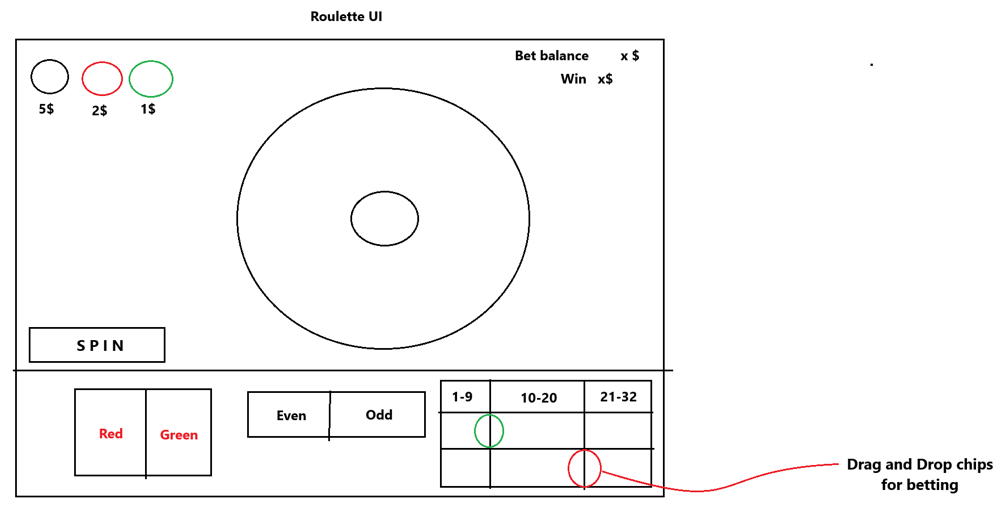 Roulette UI
Bet balance x $
Win x$
5$ 2$ 1$
SPIN
Red Green
Even Odd
1-9 10-20 21-32
Drag and Drop chips
for betting